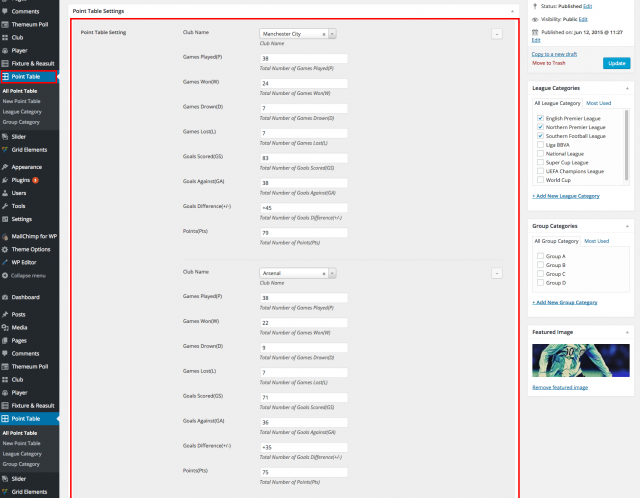 Comments
Themeum Poll
Club
Player
Fixture & Reasult
Point Table
All Point Table
New Point Table
League Category
Group Category
Slider
Grid Elements
Appearance
Plugins
Users
Tools
Settings
MailChimp for WP
Theme Options
WP Editor
Collapse menu
Dashboard
Posts
Media
Pages
Comments
Themeum Poll
Club
Player
Fixture & Reasult
Point Table
All Point Table
New Point Table
League Category
Group Category
Slider
Grid Elements
Point Table Settings
Point Table Setting
Club Name
Manchester City
Club Name
Games Played(P)
38
Total Number of Games Played(P)
Games Won(W)
24
Total Number of Games Won(W)
Games Drown(D)
7
Total Number of Games Drown(D)
Games Lost(L)
7
Total Number of Games Lost(L)
Goals Scored(GS)
83
Total Number of Goals Scored(GS)
Goals Against(GA)
38
Total Number of Goals Against(GA)
Goals Difference(+/-)
+45
Total Number of Goals Difference(+/-)
Points(Pts)
79
Total Number of Points(Pts)
Club Name
Arsenal
Club Name
Games Played(P)
38
Total Number of Games Played(P)
Games Won(W)
22
Total Number of Games Won(W)
Games Drown(D)
9
Total Number of Games Drown(D)
Games Lost(L)
7
Total Number of Games Lost(L)
Goals Scored(GS)
71
Total Number of Goals Scored(GS)
Goals Against(GA)
36
Total Number of Goals Against(GA)
Goals Difference(+/-)
+35
Total Number of Goals Difference(+/-)
Points(Pts)
75
Total Number of Points(Pts)
Status: Published Edit
Visibility: Public Edit
Published on: Jun 12, 2015 @ 11:27
Edit
Copy to a new draft
Move to Trash Update
League Categories
All League Category Most Used
English Premier League
Northern Premier League
Southern Football League
Liga BBVA
National League
Super Cup League
UEFA Champions League
World Cup
+ Add New League Category
Group Categories
All Group Category Most Used
Group A
Group B
Group C
Group D
+ Add New Group Category
Featured Image
Remove featured image